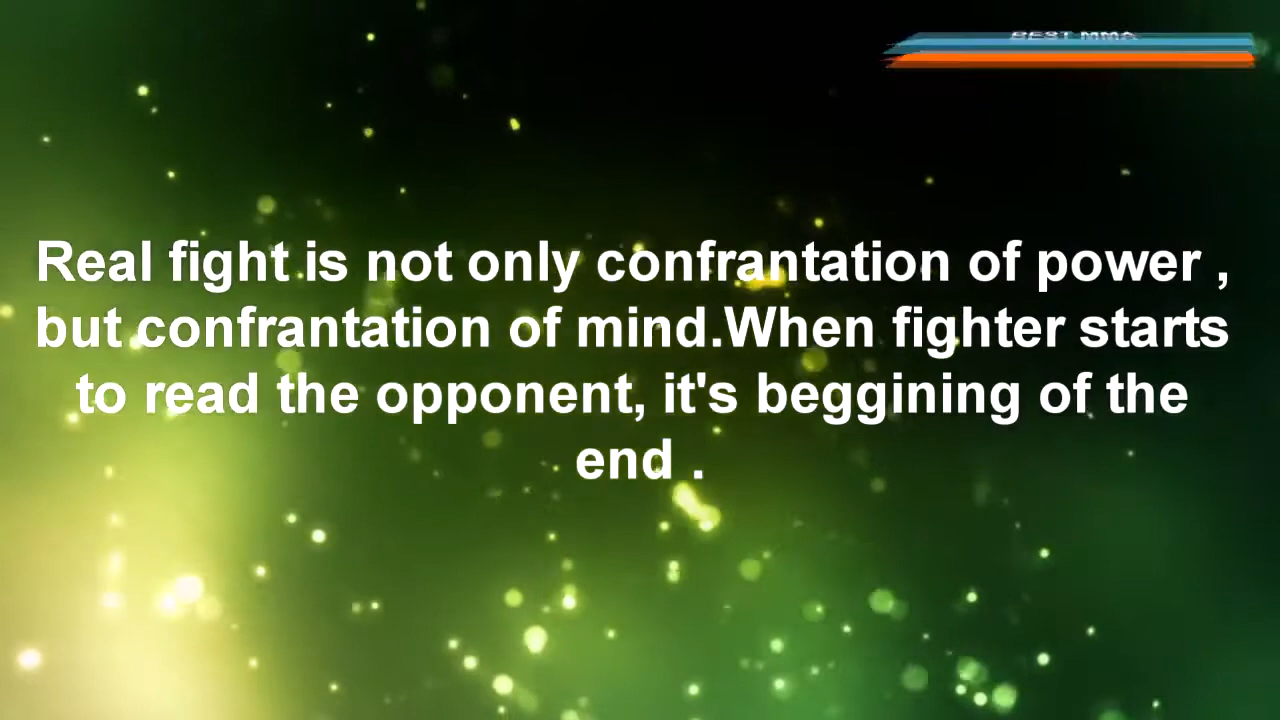 BEST MMA
Real fight is not only confrantation of power ,
but confrantation of mind.When fighter starts
to read the opponent, it's beggining of the
end .